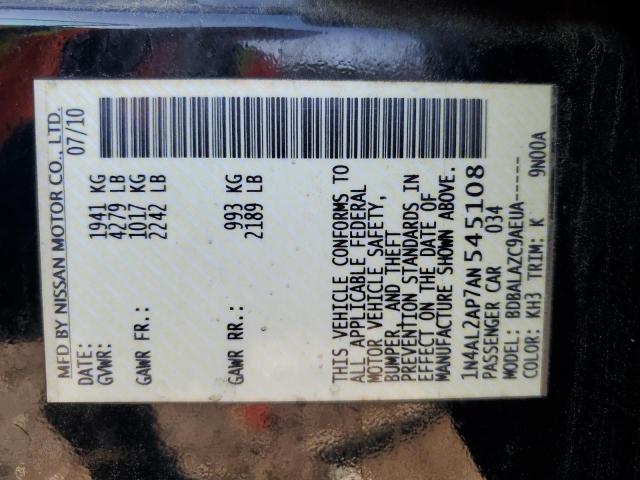 MFD BY NISSAN MOTOR CO., LTD.
DATE: 07/10
GVWR: 1941 KG
4279 LB
GAWR FR.: 1017 KG
2242 LB
GAWR RR.: 993 KG
2189 LB
THIS VEHICLE CONFORMS TO
ALL APPLICABLE FEDERAL
MOTOR VEHICLE SAFETY,
BUMPER, AND THEFT
PREVENTION STANDARDS IN
EFFECT ON THE DATE OF
MANUFACTURE SHOWN ABOVE.
1N4AL2AP7AN545108
PASSENGER CAR 034
MODEL: BDBALAZC9AEUA-----
COLOR: KH3 TRIM: K 9N00A